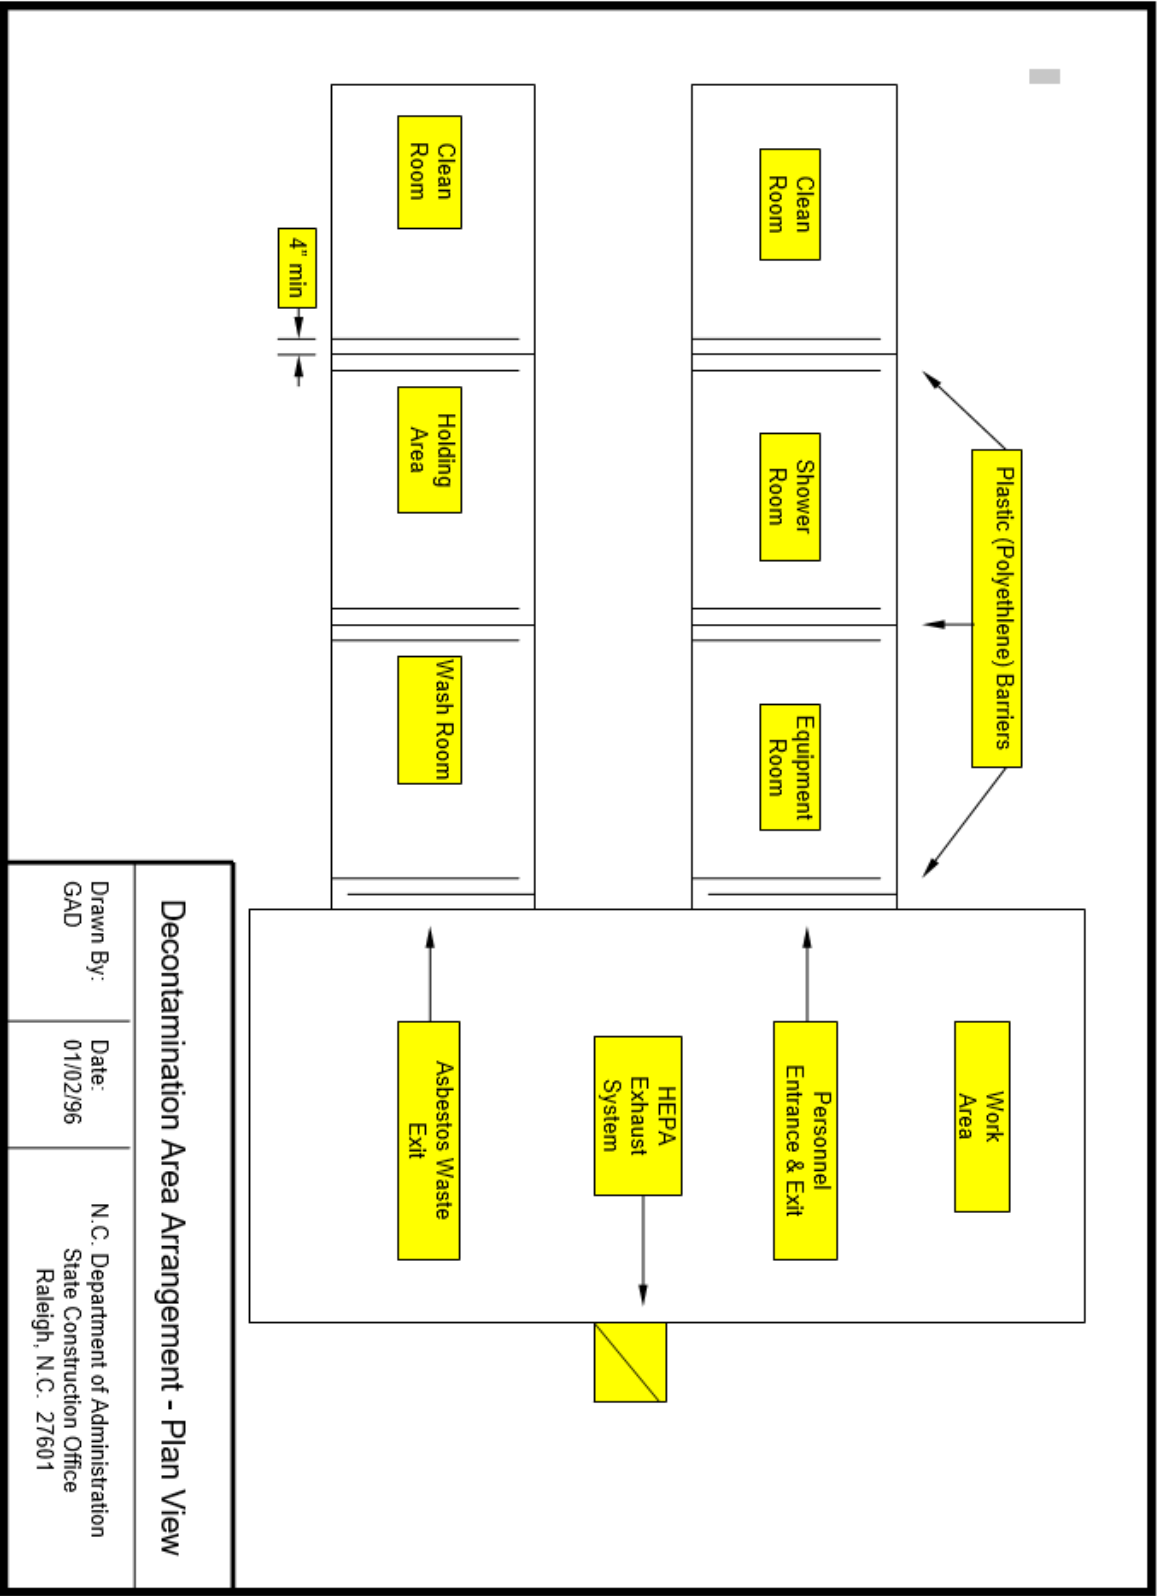 Plastic (Polyethlene) Barriers
Clean
Room
Shower
Room
Equipment
Room
Work
Area
Personnel
Entrance & Exit
HEPA
Exhaust
System
Clean
Room
Holding
Area
Wash Room
Asbestos Waste
Exit
4" min
Decontamination Area Arrangement - Plan View
Drawn By:
GAD
Date:
01/02/96
N.C. Department of Administration
State Construction Office
Raleigh, N.C. 27601